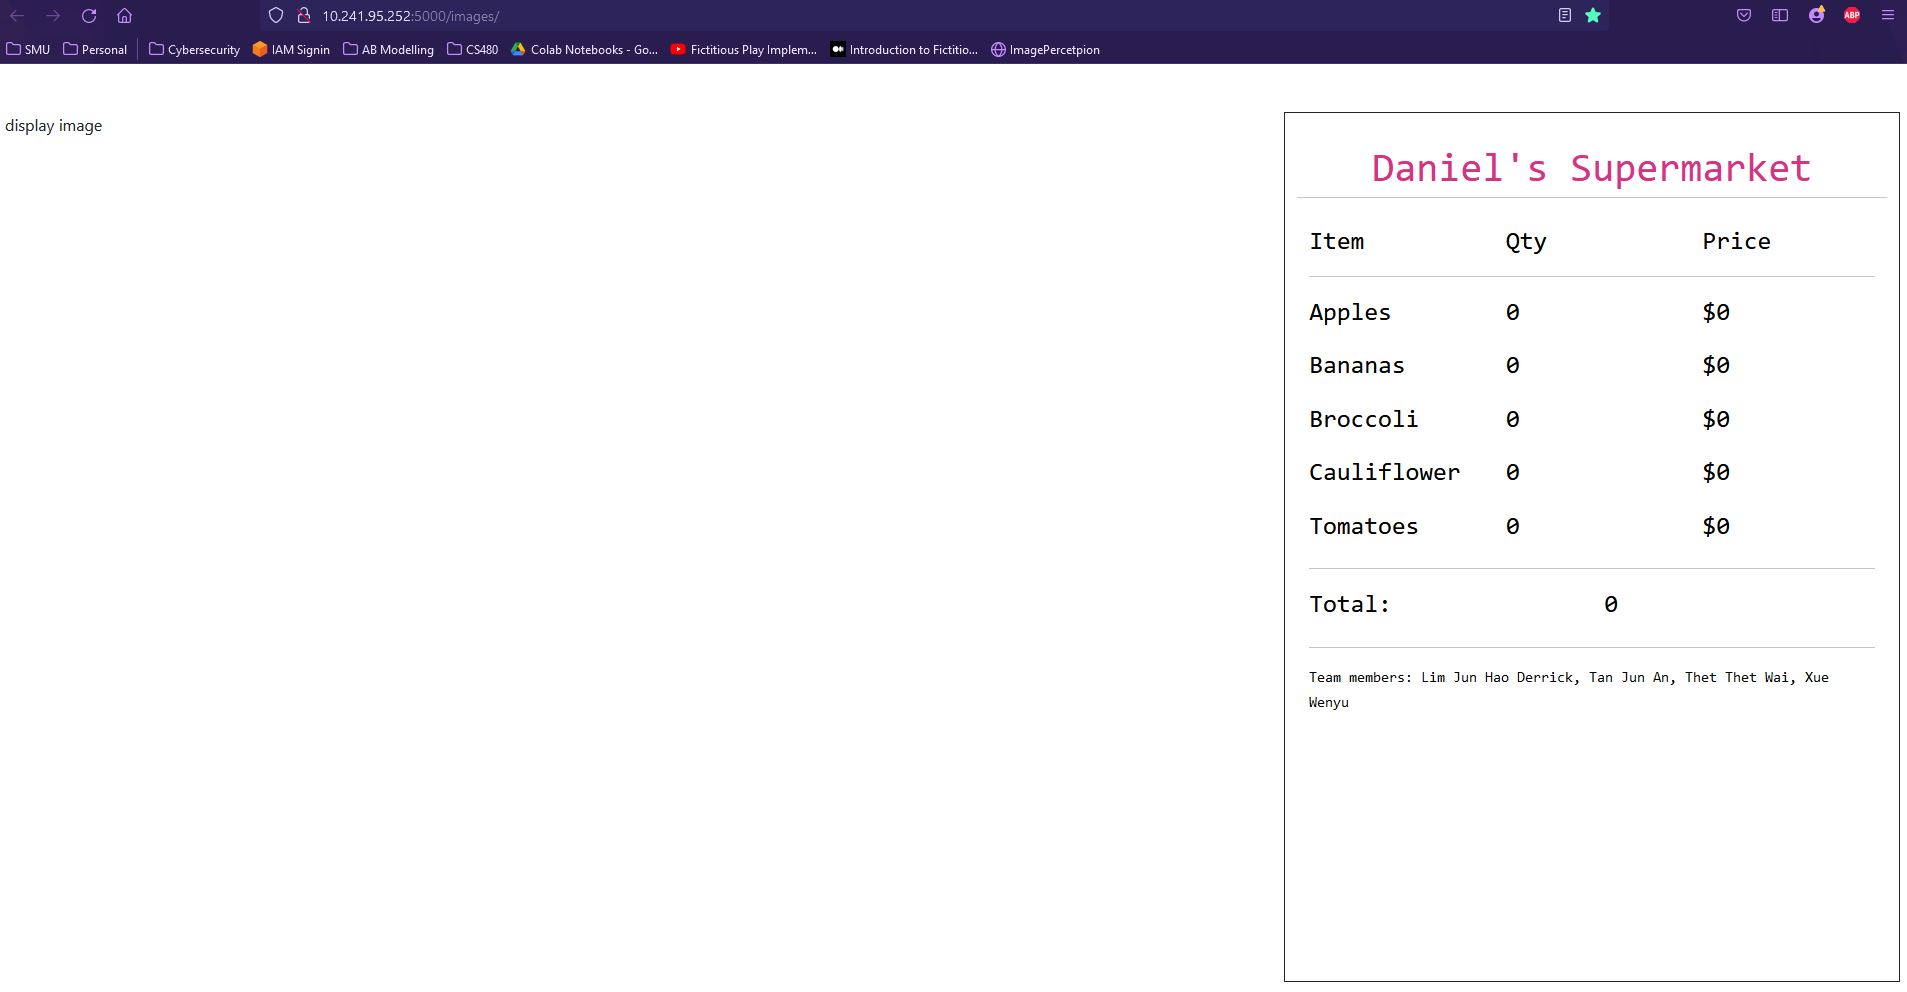 10.241.95.252:5000/images/
ABP
SMU Personal Cybersecurity IAM Signin AB Modelling CS480 Colab Notebooks - Go... Fictitious Play Implem... Introduction to Fictitio... ImagePercetpion
display image
Daniel's Supermarket
Item Qty Price
Apples 0 $0
Bananas 0 $0
Broccoli 0 $0
Cauliflower 0 $0
Tomatoes 0 $0
Total: 0
Team members: Lim Jun Hao Derrick, Tan Jun An, Thet Thet Wai, Xue
Wenyu